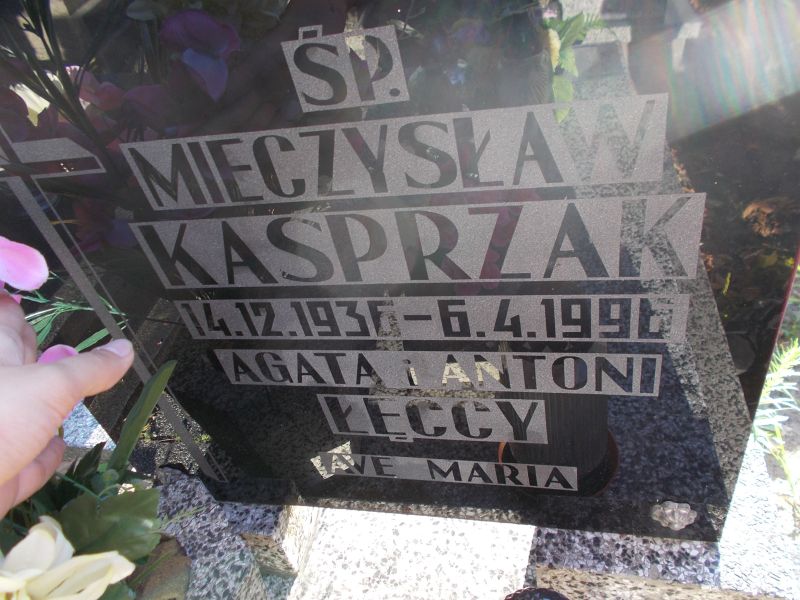 ŚP.
MIECZYSŁAW
KASPRZAK
14.12.1936-6.4.1996
AGATA i ANTONI
ŁĘCCY
AVE MARIA